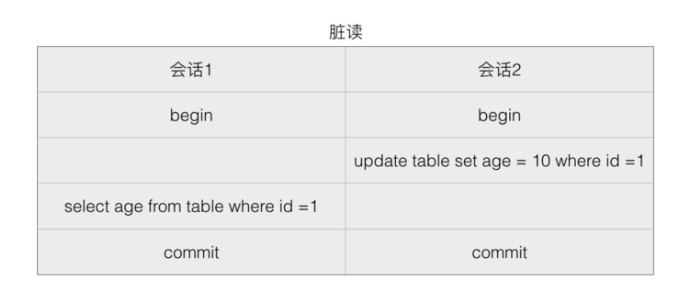 脏读
会话1 会话2
begin begin
update table set age = 10 where id =1
select age from table where id =1
commit commit